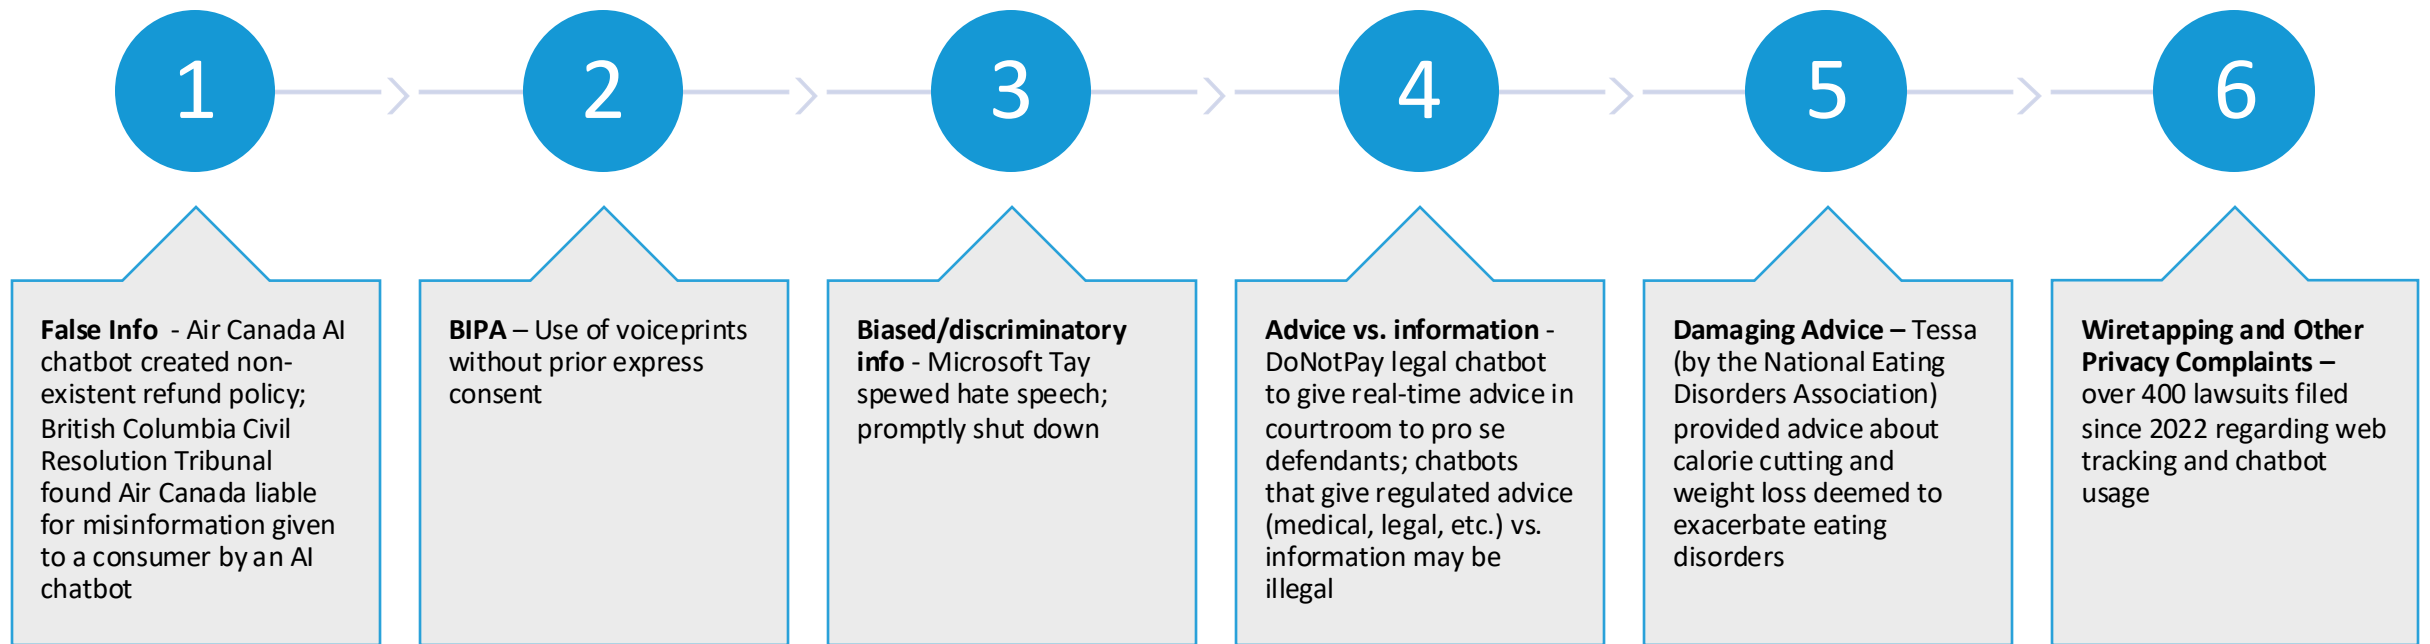 1
2
3
4
5
6
False Info - Air Canada AI
chatbot created non-
existent refund policy;
British Columbia Civil
Resolution Tribunal
found Air Canada liable
for misinformation given
to a consumer by an AI
chatbot
BIPA – Use of voiceprints
without prior express
consent
Biased/discriminatory
info - Microsoft Tay
spewed hate speech;
promptly shut down
Advice vs. information -
DoNotPay legal chatbot
to give real-time advice in
courtroom to pro se
defendants; chatbots
that give regulated advice
(medical, legal, etc.) vs.
information may be
illegal
Damaging Advice – Tessa
(by the National Eating
Disorders Association)
provided advice about
calorie cutting and
weight loss deemed to
exacerbate eating
disorders
Wiretapping and Other
Privacy Complaints –
over 400 lawsuits filed
since 2022 regarding web
tracking and chatbot
usage